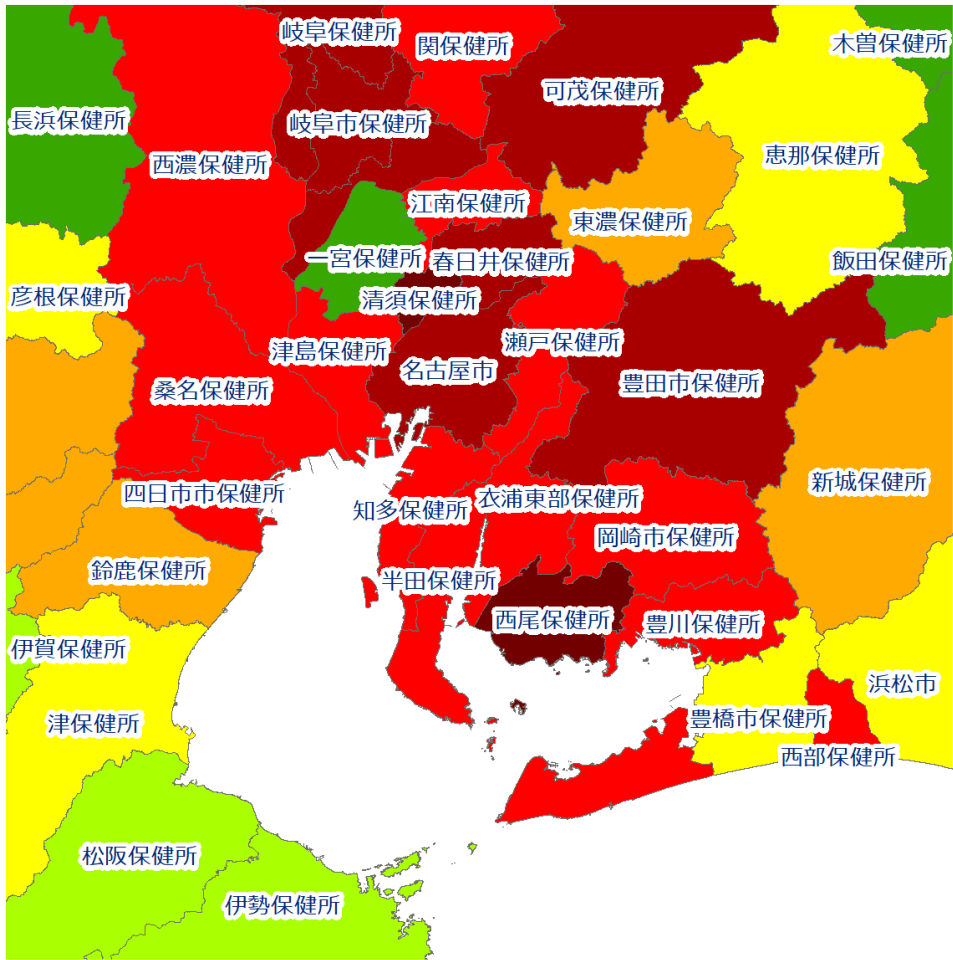 岐阜保健所
関保健所
木曽保健所
可茂保健所
長浜保健所
岐阜市保健所
西濃保健所
恵那保健所
江南保健所
東濃保健所
一宮保健所
春日井保健所
飯田保健所
彦根保健所
清須保健所
津島保健所
瀬戸保健所
名古屋市
桑名保健所
豊田市保健所
新城保健所
四日市市保健所
知多保健所
衣浦東部保健所
岡崎市保健所
鈴鹿保健所
半田保健所
西尾保健所
豊川保健所
伊賀保健所
浜松市
津保健所
豊橋市保健所
西部保健所
松阪保健所
伊勢保健所